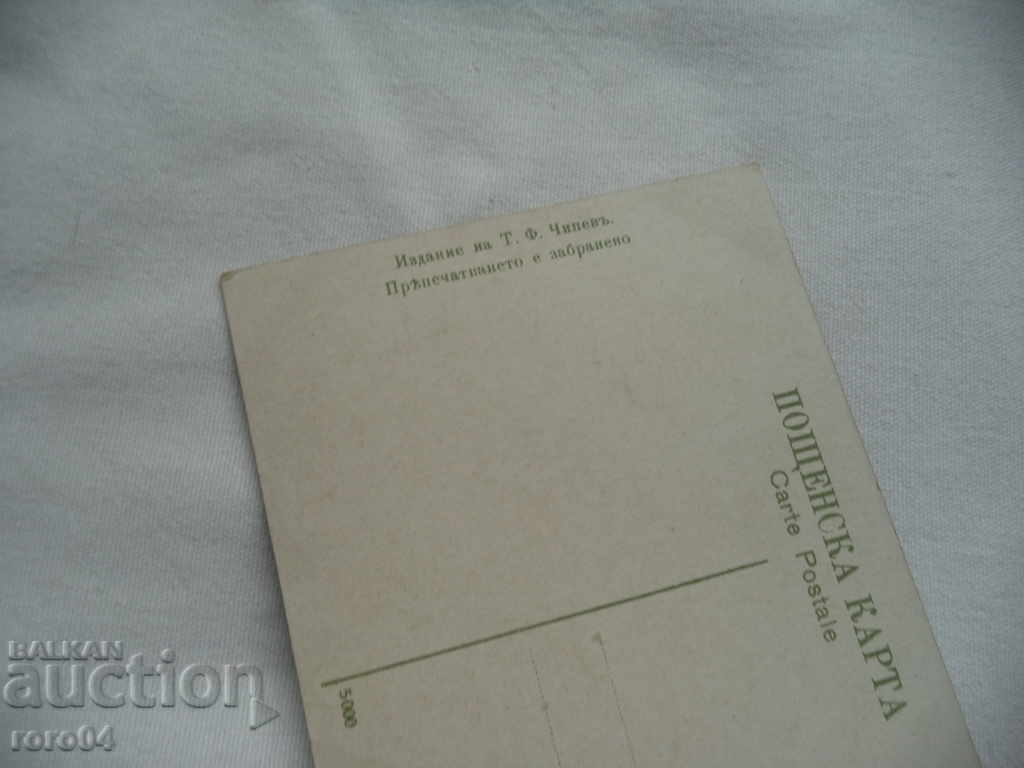 Издание на Т. Ф. Чипевъ.
Прѣпечатването е забранено
ПОЩЕНСКА КАРТА
Carte Postale
5000
BALKAN
auction
roro04